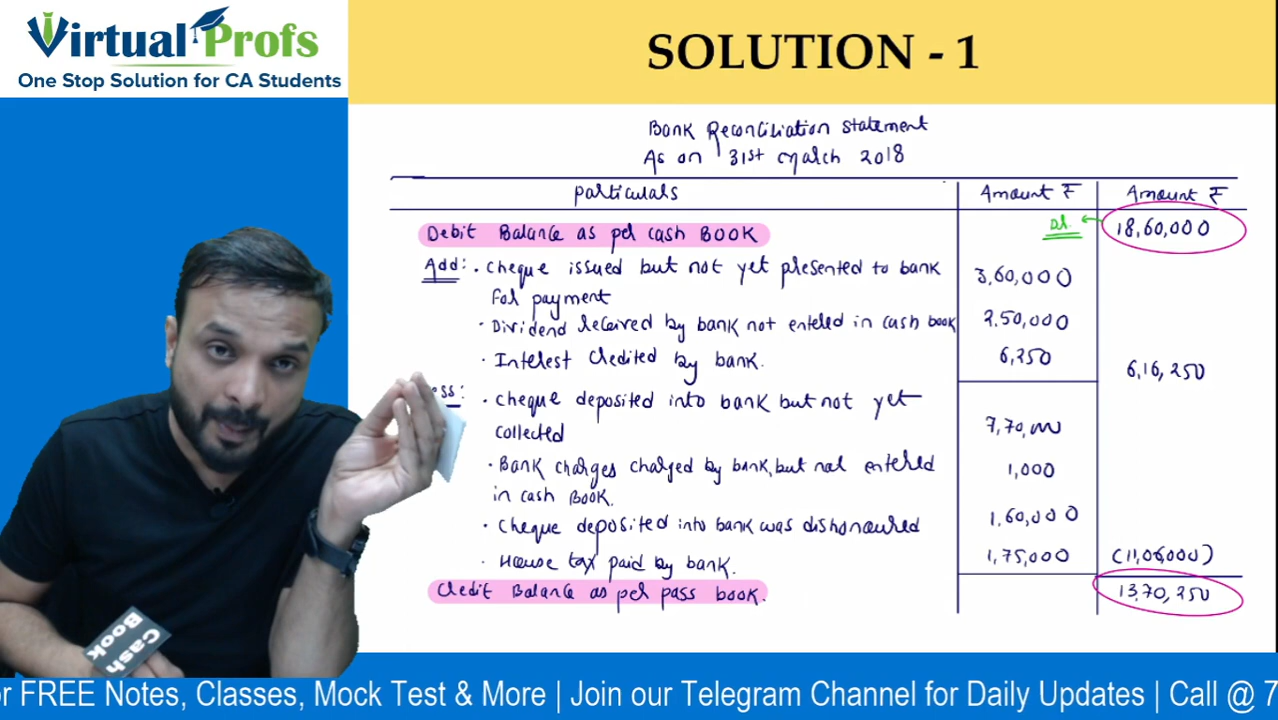 Virtual Profs
One Stop Solution for CA Students
SOLUTION - 1
Bank Reconciliation Statement
As on 31st March 2018
Particulars Amount ₹ Amount ₹
Debit Balance as per cash BOOK Dr. 18,60,000
Add: · Cheque issued but not yet presented to bank 3,60,000
for payment
· Dividend received by bank not entered in cash book 2,50,000
· Interest credited by bank. 6,250 6,16,250
ess: · Cheque deposited into bank but not yet
collected 7,70,000
· Bank charges charged by bank, but not entered 1,000
in cash Book.
· Cheque deposited into bank was dishonoured 1,60,000
· House tax paid by bank. 1,75,000 (11,06000)
Credit Balance as per pass book. 13,70,250
Cash
Book
or FREE Notes, Classes, Mock Test & More | Join our Telegram Channel for Daily Updates | Call @ 7